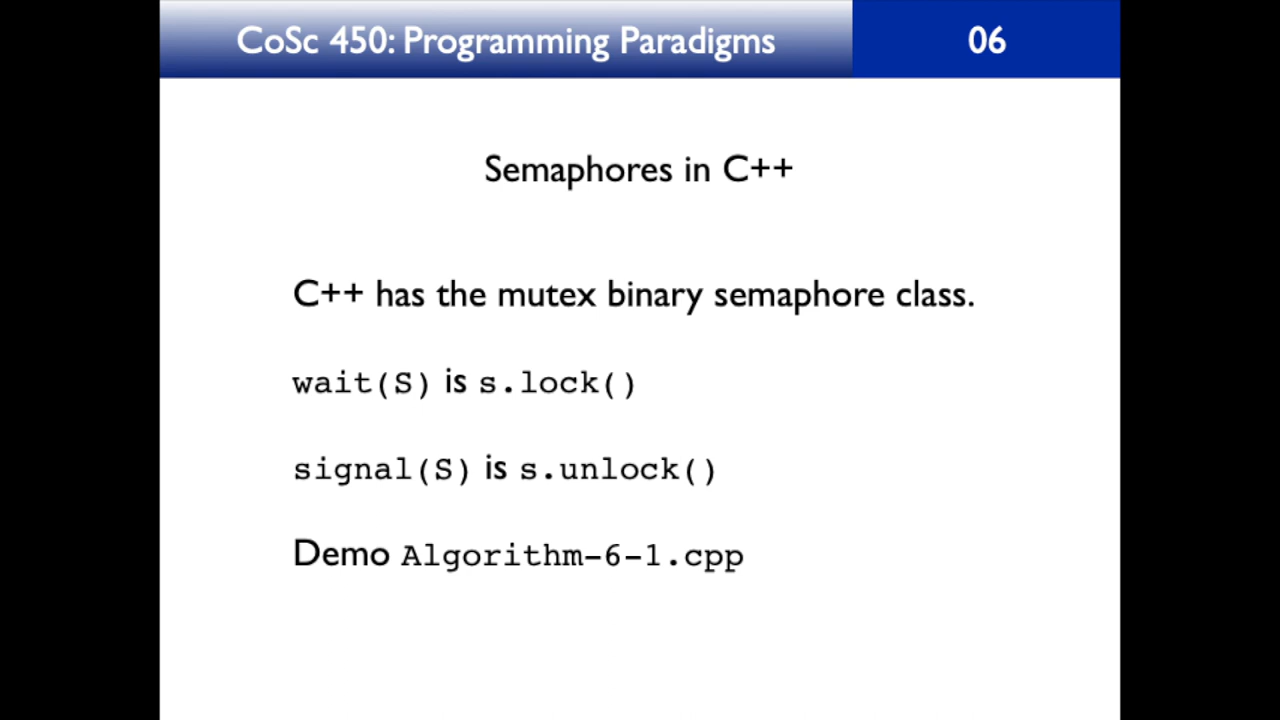 CoSc 450: Programming Paradigms
06
Semaphores in C++
C++ has the mutex binary semaphore class.
wait(S) is s.lock()
signal(S) is s.unlock()
Demo Algorithm-6-1.cpp